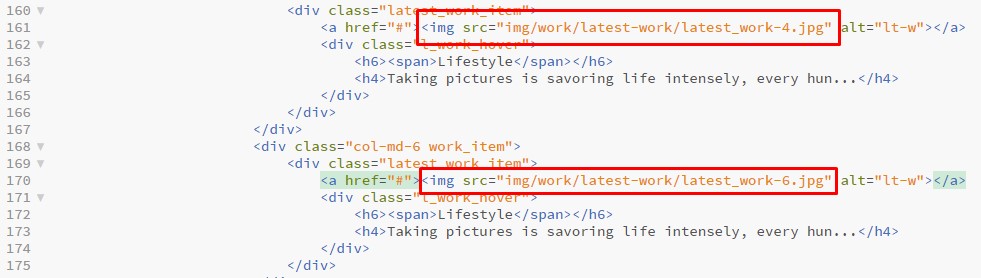 160 <div class="latest_work_item">
161 <a href="#"><img src="img/work/latest-work/latest_work-4.jpg" alt="lt-w"></a>
162 <div class="l_work_hover">
163 <h6><span>Lifestyle</span></h6>
164 <h4>Taking pictures is savoring life intensely, every hun...</h4>
165 </div>
166 </div>
167 </div>
168 <div class="col-md-6 work_item">
169 <div class="latest_work_item">
170 <a href="#"><img src="img/work/latest-work/latest_work-6.jpg" alt="lt-w"></a>
171 <div class="l_work_hover">
172 <h6><span>Lifestyle</span></h6>
173 <h4>Taking pictures is savoring life intensely, every hun...</h4>
174 </div>
175 </div>